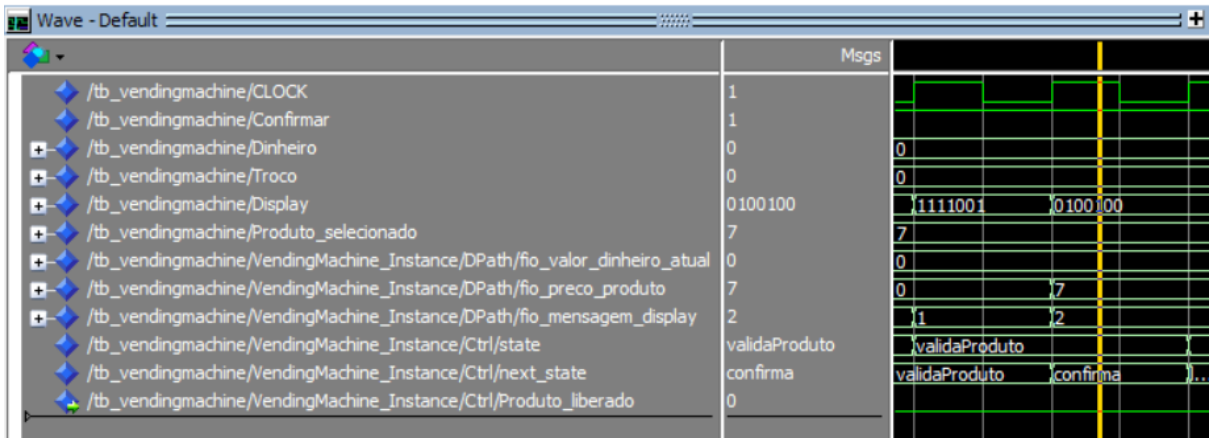 Wave - Default
Msgs
/tb_vendingmachine/CLOCK 1
/tb_vendingmachine/Confirmar 1
/tb_vendingmachine/Dinheiro 0 0
/tb_vendingmachine/Troco 0 0
/tb_vendingmachine/Display 0100100 1111001 0100100
/tb_vendingmachine/Produto_selecionado 7 7
/tb_vendingmachine/VendingMachine_Instance/DPath/fio_valor_dinheiro_atual 0 0
/tb_vendingmachine/VendingMachine_Instance/DPath/fio_preco_produto 7 0 7
/tb_vendingmachine/VendingMachine_Instance/DPath/fio_mensagem_display 2 1 2
/tb_vendingmachine/VendingMachine_Instance/Ctrl/state validaProduto validaProduto
/tb_vendingmachine/VendingMachine_Instance/Ctrl/next_state confirma validaProduto confirma ...
/tb_vendingmachine/VendingMachine_Instance/Ctrl/Produto_liberado 0